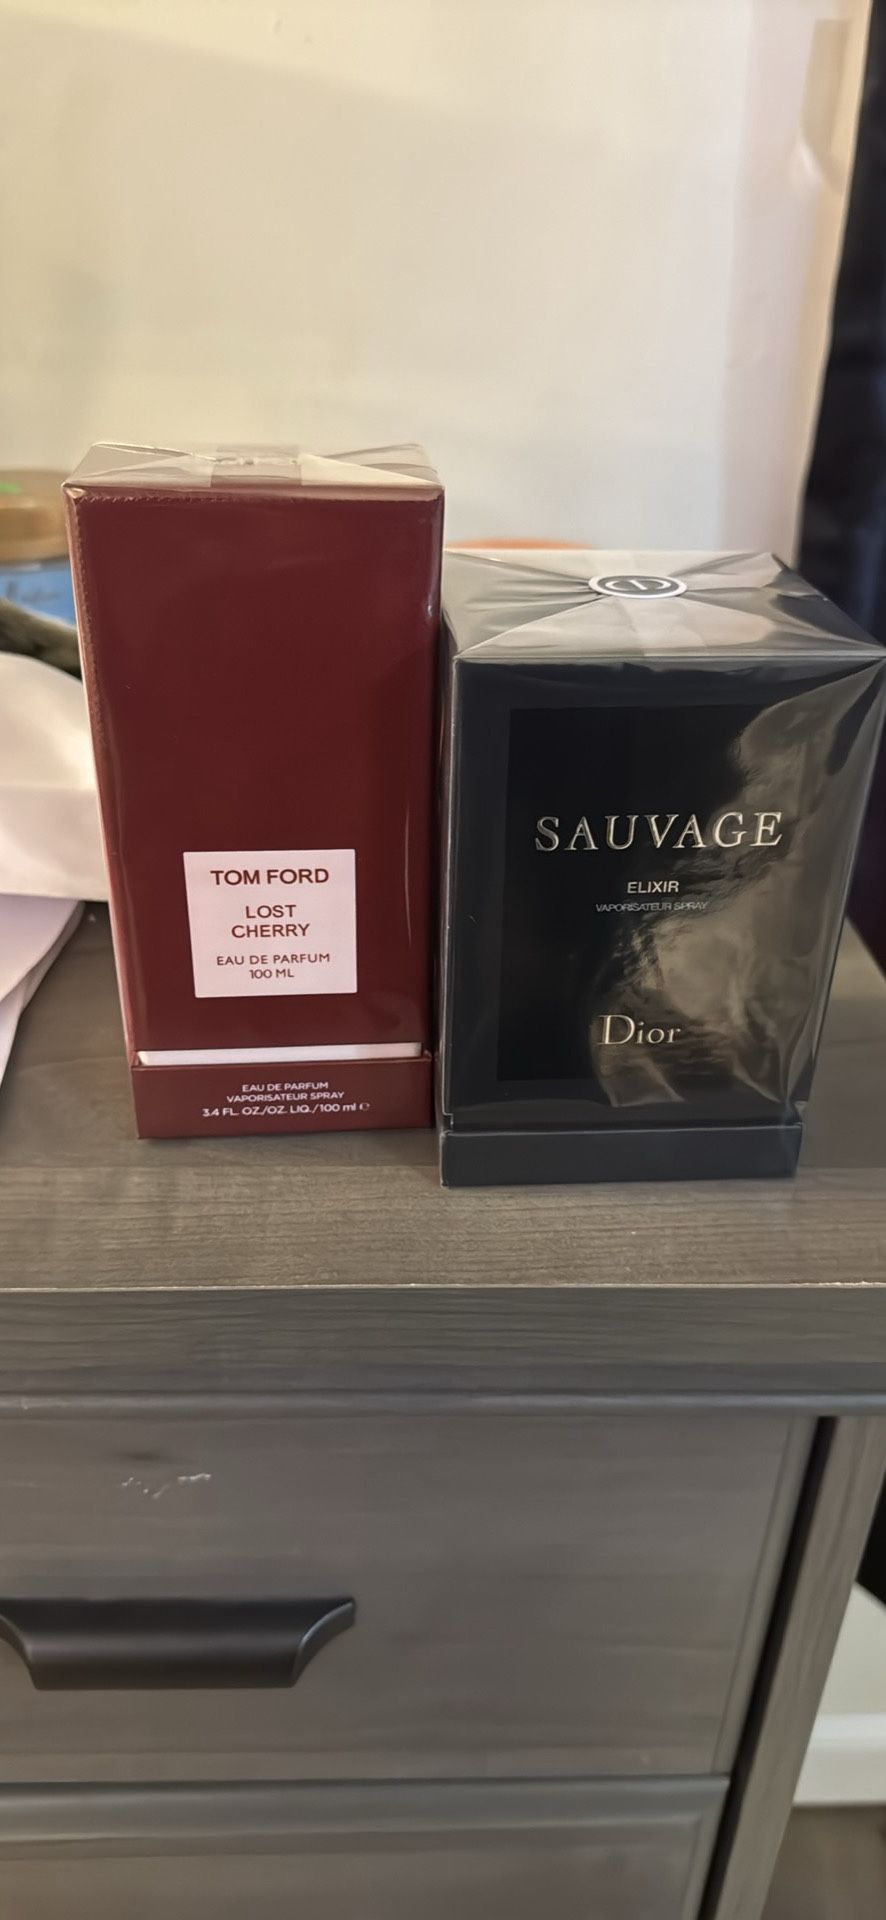 TOM FORD
LOST
CHERRY
EAU DE PARFUM
100 ML
EAU DE PARFUM
VAPORISATEUR SPRAY
3.4 FL. OZ./OZ. LIQ./100 ml ℮
SAUVAGE
ELIXIR
VAPORISATEUR SPRAY
Dior